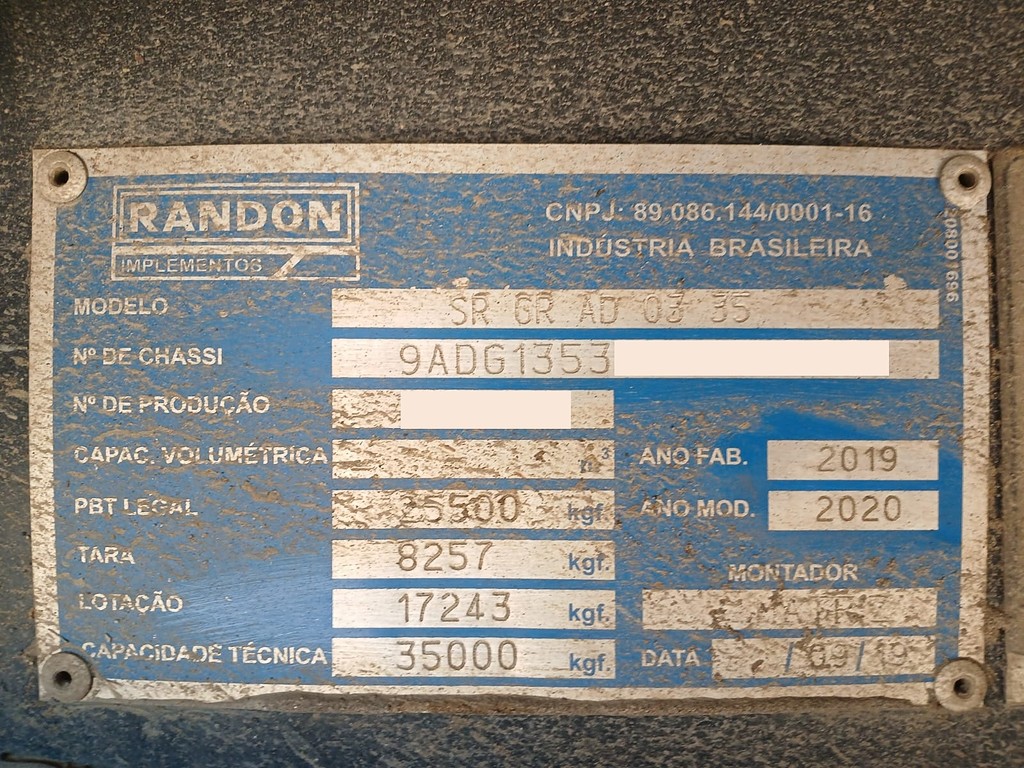 RANDON
IMPLEMENTOS
CNPJ: 89.086.144/0001-16
INDÚSTRIA BRASILEIRA
MODELO SR GR AD 03 35
Nº DE CHASSI 9ADG1353
Nº DE PRODUÇÃO
CAPAC. VOLUMÉTRICA m³
ANO FAB. 2019
PBT LEGAL 25500 kgf.
ANO MOD. 2020
TARA 8257 kgf.
MONTADOR
LOTAÇÃO 17243 kgf.
CAPACIDADE TÉCNICA 35000 kgf.
DATA / 09 / 19